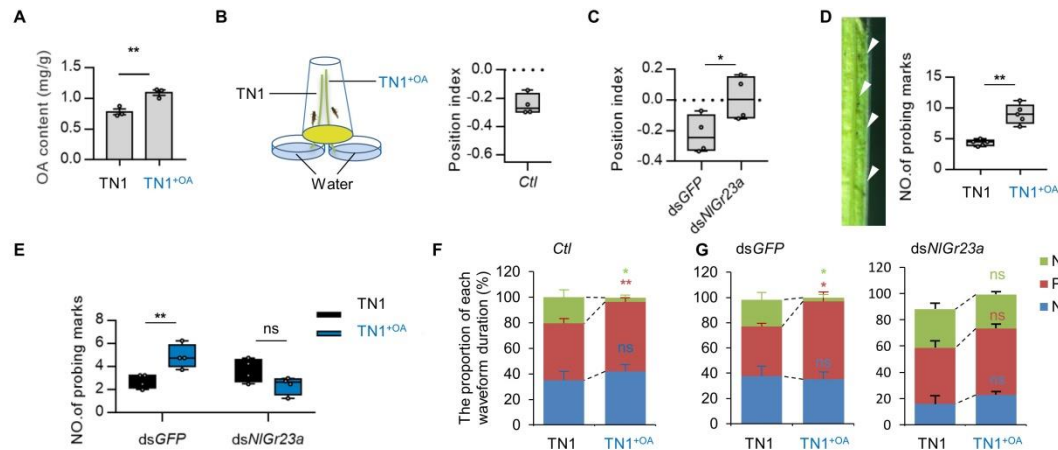 A
**
OA content (mg/g)
1.5
1.0
0.5
0.0
TN1
TN1+OA
B
TN1
TN1+OA
Water
Position index
0.0
-0.2
-0.4
-0.6
Ctl
C
*
Position index
0.4
0.2
0.0
-0.2
-0.4
dsGFP
dsNlGr23a
D
**
NO.of probing marks
15
10
5
0
TN1
TN1+OA
E
TN1
TN1+OA
**
ns
NO.of probing marks
8
6
4
2
0
dsGFP
dsNlGr23a
F
Ctl
*
**
ns
The proportion of each
waveform duration (%)
120
100
80
60
40
20
0
TN1
TN1+OA
G
dsGFP
*
*
ns
120
100
80
60
40
20
0
TN1
TN1+OA
dsNlGr23a
ns
ns
ns
120
100
80
60
40
20
0
TN1
TN1+OA
N
N